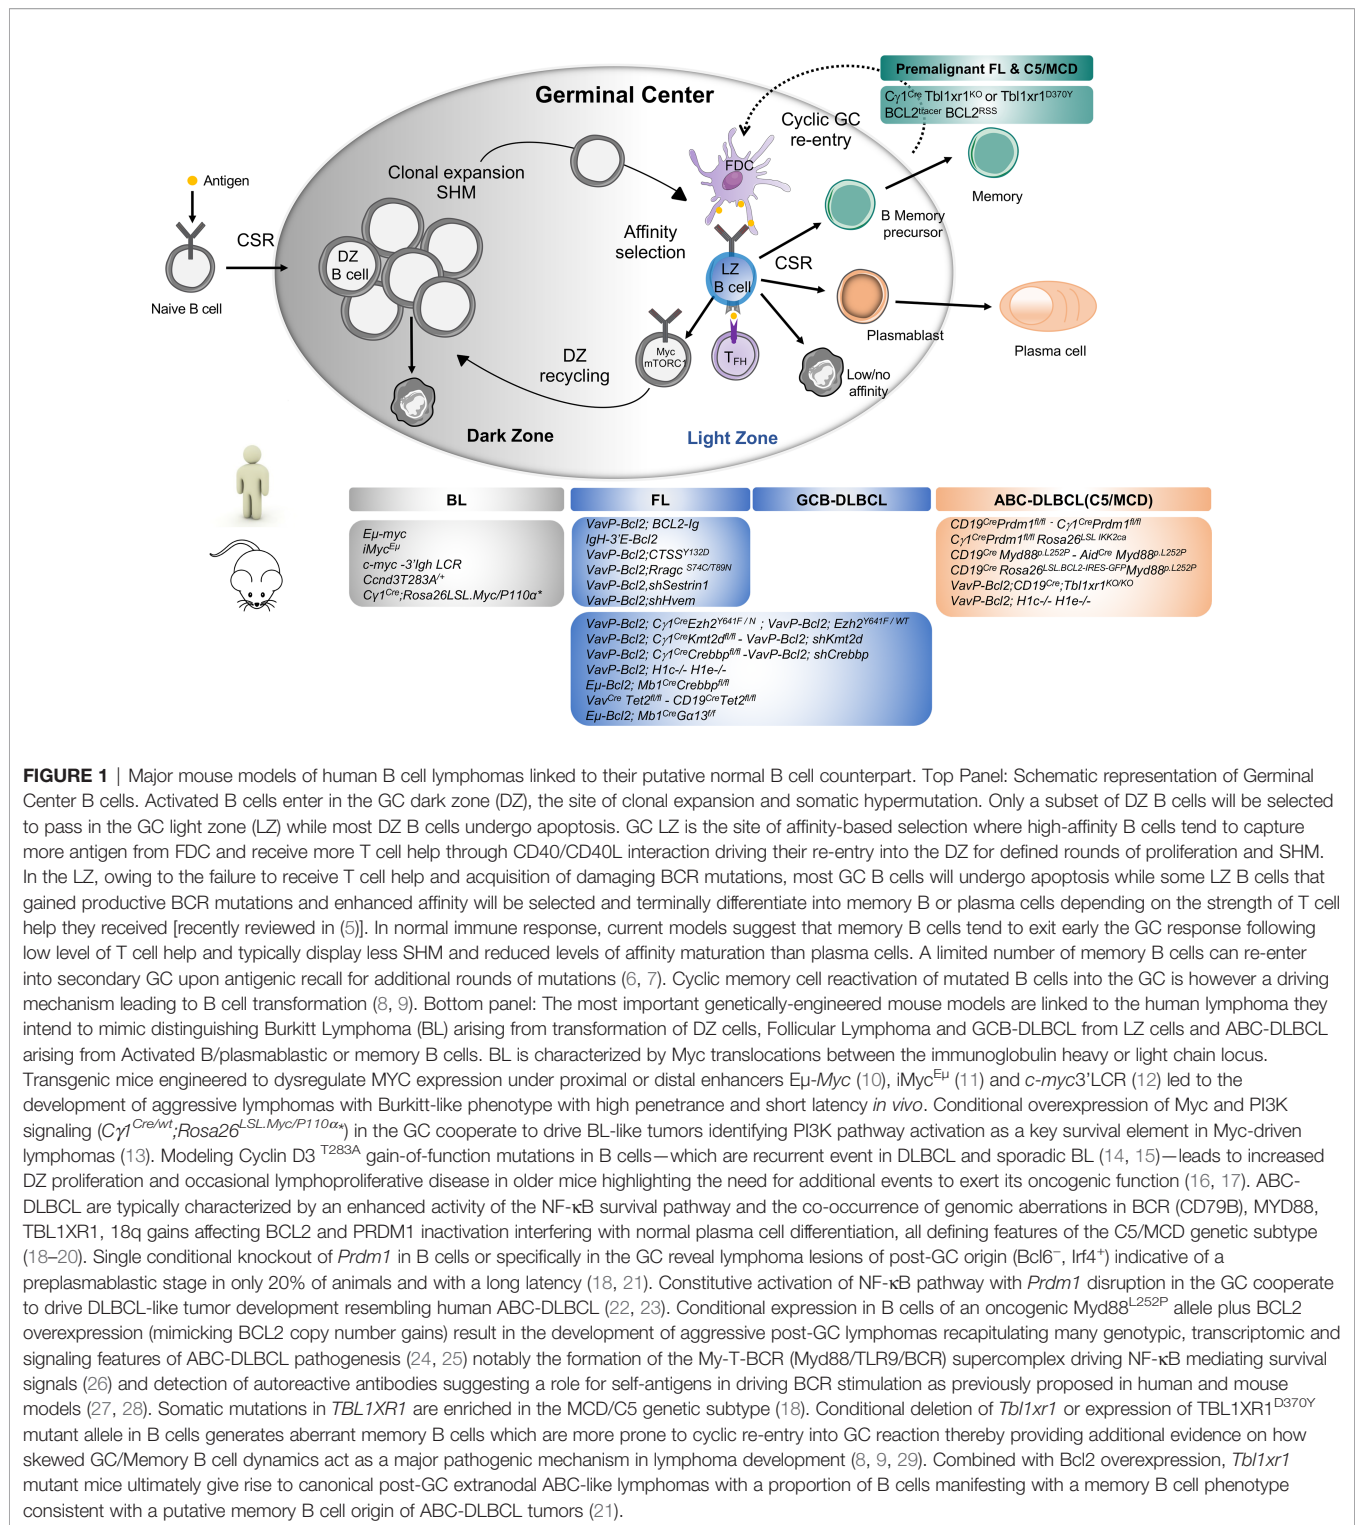 Premalignant FL & C5/MCD
Cγ1Cre Tbl1xr1KO or Tbl1xr1D370Y
BCL2tracer BCL2RSS
Germinal Center
Cyclic GC
re-entry
Clonal expansion
SHM
FDC
Antigen
Memory
Affinity
selection
B Memory
precursor
CSR
DZ
B cell
LZ
B cell
CSR
Naive B cell
Plasmablast
Plasma cell
Myc
mTORC1
TFH
DZ
recycling
Low/no
affinity
Dark Zone
Light Zone
BL
Eμ-myc
iMycEμ
c-myc -3'Igh LCR
Ccnd3T283A/+
Cγ1Cre;Rosa26LSL.Myc/P110α*
FL
GCB-DLBCL
VavP-Bcl2; BCL2-Ig
IgH-3'E-Bcl2
VavP-Bcl2;CTSSY132D
VavP-Bcl2;Rragc S74C/T89N
VavP-Bcl2,shSestrin1
VavP-Bcl2;shHvem
VavP-Bcl2; Cγ1CreEzh2Y641F / N ; VavP-Bcl2; Ezh2Y641F / WT
VavP-Bcl2; Cγ1CreKmt2dfl/fl - VavP-Bcl2; shKmt2d
VavP-Bcl2; Cγ1CreCrebbpfl/fl -VavP-Bcl2; shCrebbp
VavP-Bcl2; H1c-/- H1e-/-
Eμ-Bcl2; Mb1CreCrebbpfl/fl
VavCre Tet2fl/fl - CD19CreTet2fl/fl
Eμ-Bcl2; Mb1CreGα13f/f
ABC-DLBCL(C5/MCD)
CD19CrePrdm1fl/fl - Cγ1CrePrdm1fl/fl
Cγ1CrePrdm1fl/fl Rosa26LSL IKK2ca
CD19Cre Myd88p.L252P - AidCre Myd88p.L252P
CD19Cre Rosa26LSL.BCL2-IRES-GFPMyd88p.L252P
VavP-Bcl2;CD19Cre;Tbl1xr1KO/KO
VavP-Bcl2; H1c-/- H1e-/-
FIGURE 1 | Major mouse models of human B cell lymphomas linked to their putative normal B cell counterpart. Top Panel: Schematic representation of Germinal
Center B cells. Activated B cells enter in the GC dark zone (DZ), the site of clonal expansion and somatic hypermutation. Only a subset of DZ B cells will be selected
to pass in the GC light zone (LZ) while most DZ B cells undergo apoptosis. GC LZ is the site of affinity-based selection where high-affinity B cells tend to capture
more antigen from FDC and receive more T cell help through CD40/CD40L interaction driving their re-entry into the DZ for defined rounds of proliferation and SHM.
In the LZ, owing to the failure to receive T cell help and acquisition of damaging BCR mutations, most GC B cells will undergo apoptosis while some LZ B cells that
gained productive BCR mutations and enhanced affinity will be selected and terminally differentiate into memory B or plasma cells depending on the strength of T cell
help they received [recently reviewed in (5)]. In normal immune response, current models suggest that memory B cells tend to exit early the GC response following
low level of T cell help and typically display less SHM and reduced levels of affinity maturation than plasma cells. A limited number of memory B cells can re-enter
into secondary GC upon antigenic recall for additional rounds of mutations (6, 7). Cyclic memory cell reactivation of mutated B cells into the GC is however a driving
mechanism leading to B cell transformation (8, 9). Bottom panel: The most important genetically-engineered mouse models are linked to the human lymphoma they
intend to mimic distinguishing Burkitt Lymphoma (BL) arising from transformation of DZ cells, Follicular Lymphoma and GCB-DLBCL from LZ cells and ABC-DLBCL
arising from Activated B/plasmablastic or memory B cells. BL is characterized by Myc translocations between the immunoglobulin heavy or light chain locus.
Transgenic mice engineered to dysregulate MYC expression under proximal or distal enhancers Eμ-Myc (10), iMycEμ (11) and c-myc3'LCR (12) led to the
development of aggressive lymphomas with Burkitt-like phenotype with high penetrance and short latency in vivo. Conditional overexpression of Myc and PI3K
signaling (Cγ1Cre/wt;Rosa26LSL.Myc/P110α*) in the GC cooperate to drive BL-like tumors identifying PI3K pathway activation as a key survival element in Myc-driven
lymphomas (13). Modeling Cyclin D3 T283A gain-of-function mutations in B cells—which are recurrent event in DLBCL and sporadic BL (14, 15)—leads to increased
DZ proliferation and occasional lymphoproliferative disease in older mice highlighting the need for additional events to exert its oncogenic function (16, 17). ABC-
DLBCL are typically characterized by an enhanced activity of the NF-κB survival pathway and the co-occurrence of genomic aberrations in BCR (CD79B), MYD88,
TBL1XR1, 18q gains affecting BCL2 and PRDM1 inactivation interfering with normal plasma cell differentiation, all defining features of the C5/MCD genetic subtype
(18–20). Single conditional knockout of Prdm1 in B cells or specifically in the GC reveal lymphoma lesions of post-GC origin (Bcl6−, Irf4+) indicative of a
preplasmablastic stage in only 20% of animals and with a long latency (18, 21). Constitutive activation of NF-κB pathway with Prdm1 disruption in the GC cooperate
to drive DLBCL-like tumor development resembling human ABC-DLBCL (22, 23). Conditional expression in B cells of an oncogenic Myd88L252P allele plus BCL2
overexpression (mimicking BCL2 copy number gains) result in the development of aggressive post-GC lymphomas recapitulating many genotypic, transcriptomic and
signaling features of ABC-DLBCL pathogenesis (24, 25) notably the formation of the My-T-BCR (Myd88/TLR9/BCR) supercomplex driving NF-κB mediating survival
signals (26) and detection of autoreactive antibodies suggesting a role for self-antigens in driving BCR stimulation as previously proposed in human and mouse
models (27, 28). Somatic mutations in TBL1XR1 are enriched in the MCD/C5 genetic subtype (18). Conditional deletion of Tbl1xr1 or expression of TBL1XR1D370Y
mutant allele in B cells generates aberrant memory B cells which are more prone to cyclic re-entry into GC reaction thereby providing additional evidence on how
skewed GC/Memory B cell dynamics act as a major pathogenic mechanism in lymphoma development (8, 9, 29). Combined with Bcl2 overexpression, Tbl1xr1
mutant mice ultimately give rise to canonical post-GC extranodal ABC-like lymphomas with a proportion of B cells manifesting with a memory B cell phenotype
consistent with a putative memory B cell origin of ABC-DLBCL tumors (21).